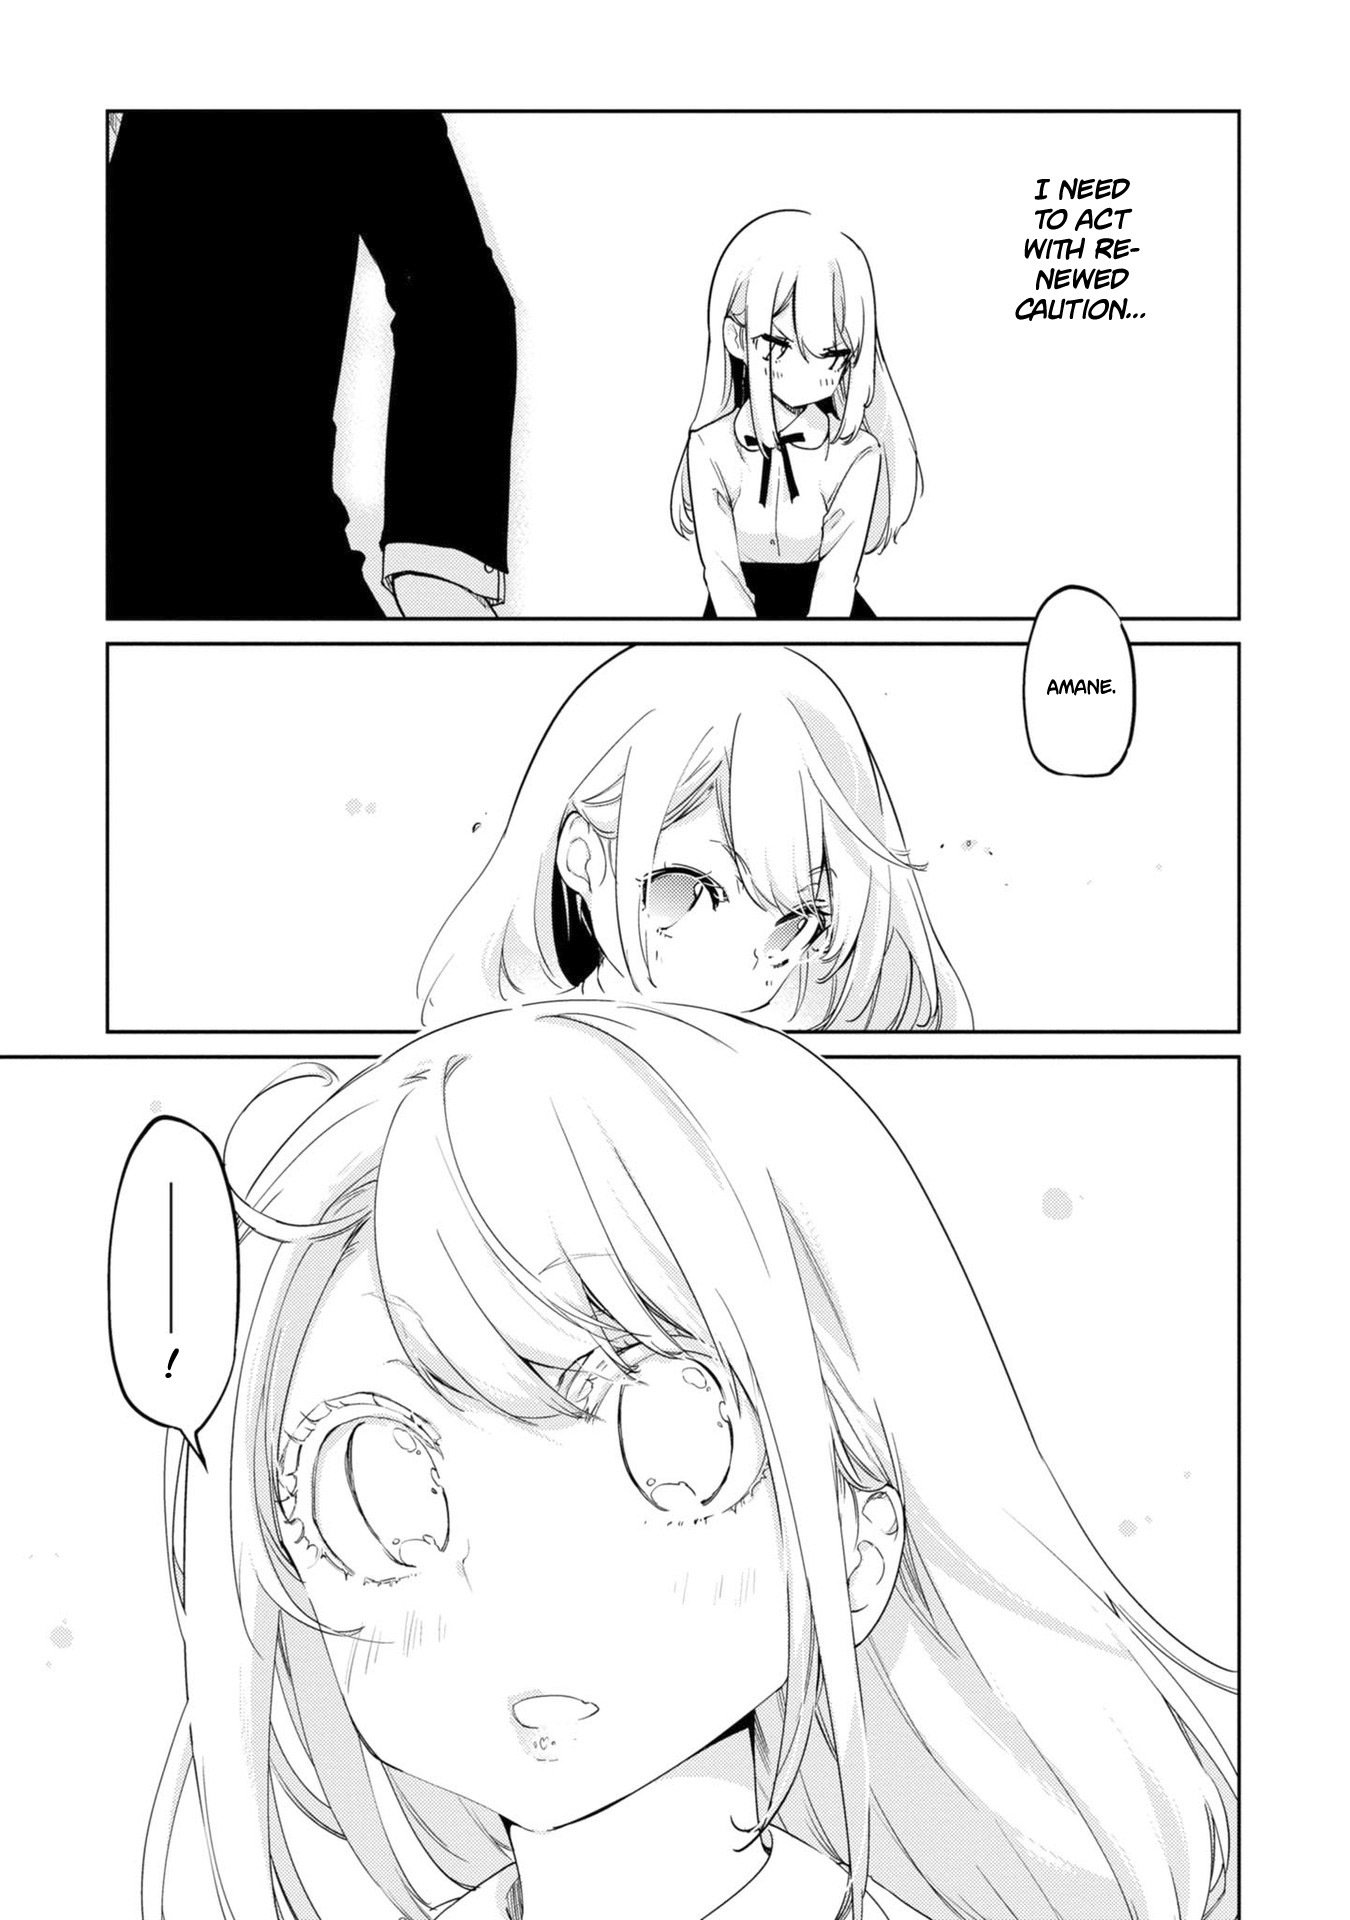 I NEED
TO ACT
WITH RE-
NEWED
CAUTION...
AMANE.
— !